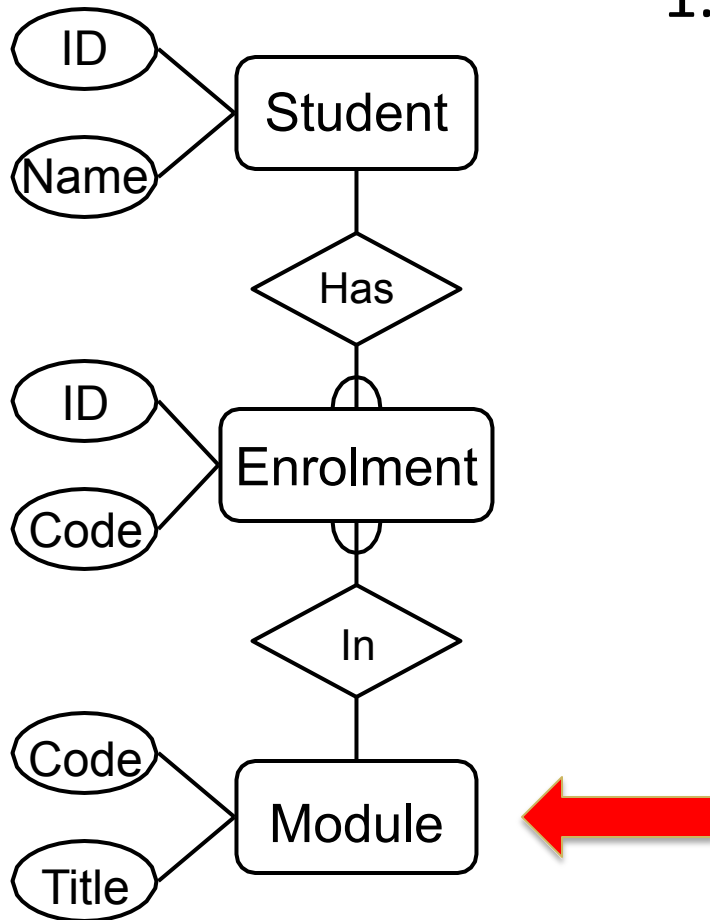 1.
ID
Student
Name
Has
ID
Enrolment
Code
In
Code
Module
Title